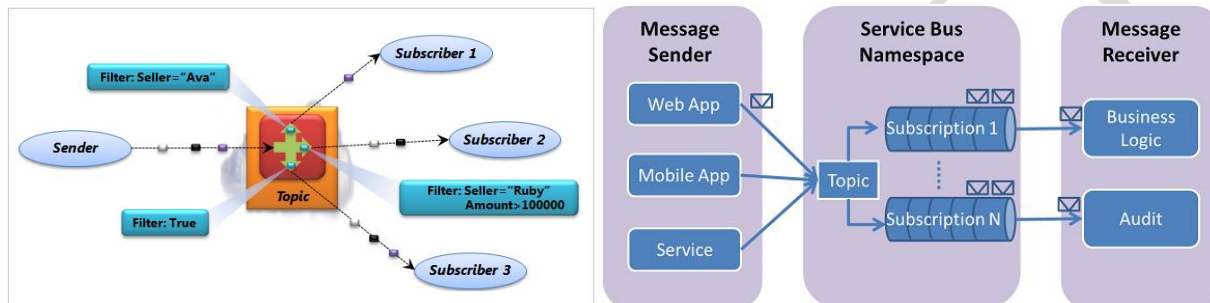 Subscriber 1
Filter: Seller="Ava"
Sender
Subscriber 2
Topic
Filter: Seller="Ruby"
Amount>100000
Filter: True
Subscriber 3
Message
Sender
Web App
Mobile App
Service
Service Bus
Namespace
Subscription 1
Topic
Subscription N
Message
Receiver
Business
Logic
Audit